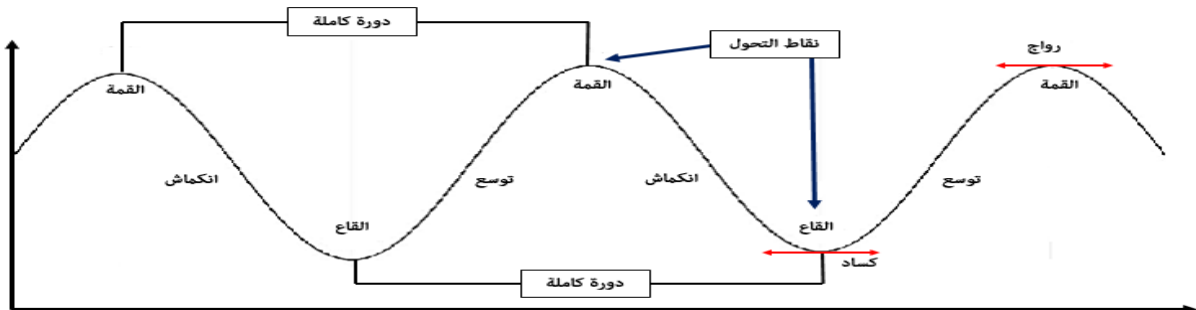 دورة كاملة
نقاط التحول
رواج
القمة
القمة
القمة
انكماش
توسع
انكماش
توسع
القاع
القاع
كساد
دورة كاملة